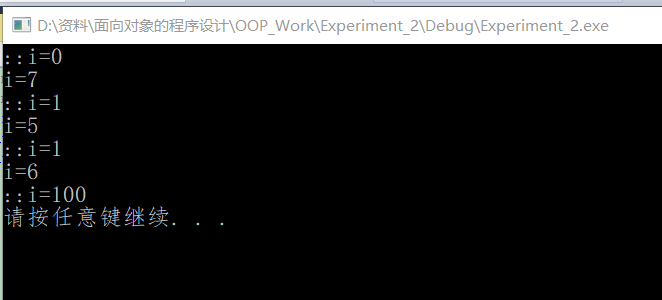 D:\资料\面向对象的程序设计\OOP_Work\Experiment_2\Debug\Experiment_2.exe
::i=0
i=7
::i=1
i=5
::i=1
i=6
::i=100
请按任意键继续. . .